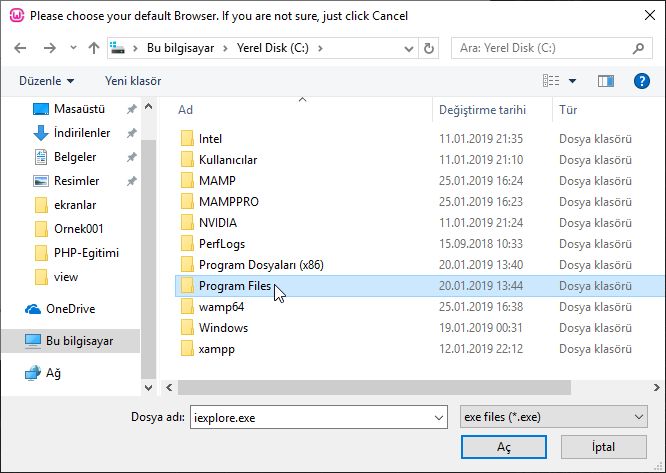 Please choose your default Browser. If you are not sure, just click Cancel
Bu bilgisayar > Yerel Disk (C:) >
Ara: Yerel Disk (C:)
Düzenle Yeni klasör
Masaüstü
İndirilenler
Belgeler
Resimler
ekranlar
Ornek001
PHP-Egitimi
view
OneDrive
Bu bilgisayar
Ağ
Ad Değiştirme tarihi Tür
Intel 11.01.2019 21:35 Dosya klasörü
Kullanıcılar 11.01.2019 21:10 Dosya klasörü
MAMP 25.01.2019 16:24 Dosya klasörü
MAMPPRO 25.01.2019 16:23 Dosya klasörü
NVIDIA 11.01.2019 21:24 Dosya klasörü
PerfLogs 15.09.2018 10:33 Dosya klasörü
Program Dosyaları (x86) 20.01.2019 13:40 Dosya klasörü
Program Files 20.01.2019 13:44 Dosya klasörü
wamp64 25.01.2019 16:38 Dosya klasörü
Windows 19.01.2019 00:31 Dosya klasörü
xampp 12.01.2019 22:12 Dosya klasörü
Dosya adı: iexplore.exe exe files (*.exe)
Aç İptal